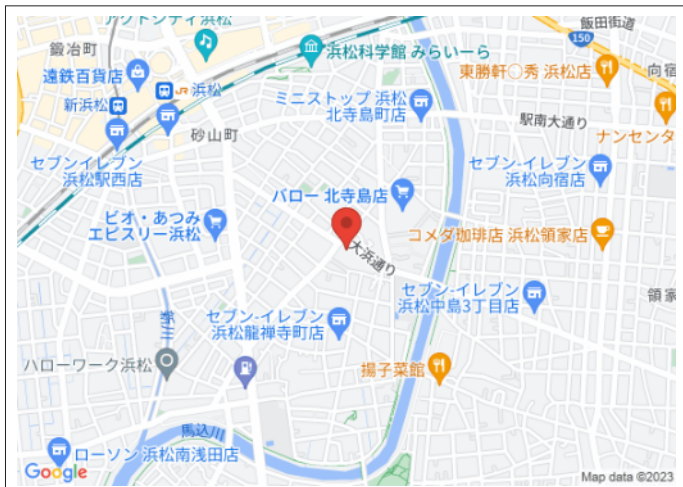 アクトシティ浜松
飯田街道
鍛冶町
150
浜松科学館 みらいーら
向宿
遠鉄百貨店
東勝軒〇秀 浜松店
JR 浜松
新浜松
ミニストップ 浜松
北寺島町店
駅南大通り
ナンセンタ
砂山町
セブン-イレブン
浜松駅西店
セブン-イレブン
浜松向宿店
バロー 北寺島店
ビオ・あつみ
エピスリー浜松
コメダ珈琲店 浜松領家店
大浜通り
セブン-イレブン
浜松中島3丁目店
領家
セブン-イレブン
浜松龍禅寺町店
新川
ハローワーク浜松
揚子菜館
馬込川
ローソン 浜松南浅田店
Google
Map data ©2023